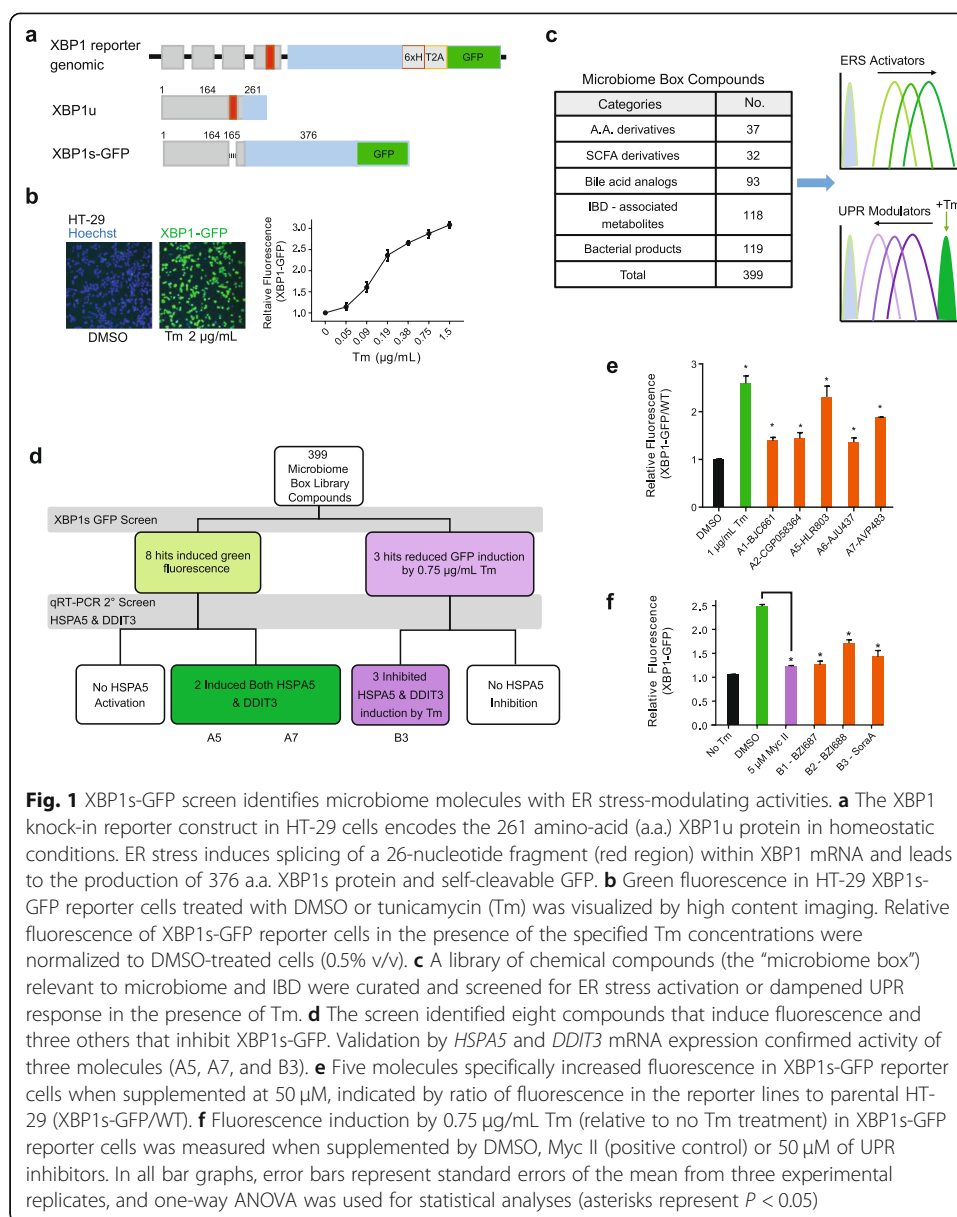 a
XBP1 reporter
genomic
6xH T2A GFP
1 164 261
XBP1u
1 164 165 376
XBP1s-GFP
GFP
b
HT-29
Hoechst
XBP1-GFP
DMSO
Tm 2 µg/mL
Reltaive Fluorescence
(XBP1-GFP)
3.0
2.5
2.0
1.5
1.0
0 0.05 0.09 0.19 0.38 0.75 1.5
Tm (µg/mL)
c
Microbiome Box Compounds
Categories No.
A.A. derivatives 37
SCFA derivatives 32
Bile acid analogs 93
IBD - associated
metabolites 118
Bacterial products 119
Total 399
ERS Activators
UPR Modulators
+Tm
d
399
Microbiome
Box Library
Compounds
XBP1s GFP Screen
8 hits induced green
fluorescence
3 hits reduced GFP induction
by 0.75 µg/mL Tm
qRT-PCR 2° Screen
HSPA5 & DDIT3
No HSPA5
Activation
2 Induced Both HSPA5
& DDIT3
3 Inhibited
HSPA5 & DDIT3
induction by Tm
No HSPA5
Inhibition
A5 A7 B3
e
Relative Fluorescence
(XBP1-GFP/WT)
3
2
1
0
* * * * * *
DMSO
1 µg/mL Tm
A1-BJC661
A2-CGP058364
A5-HLR803
A6-AJU437
A7-AVP483
f
Relative Fluorescence
(XBP1-GFP)
2.5
2.0
1.5
1.0
0.5
0.0
* * * *
No Tm
DMSO
5 µM Myc II
B1 - BZI687
B2 - BZI688
B3 - SoraA
Fig. 1 XBP1s-GFP screen identifies microbiome molecules with ER stress-modulating activities. a The XBP1
knock-in reporter construct in HT-29 cells encodes the 261 amino-acid (a.a.) XBP1u protein in homeostatic
conditions. ER stress induces splicing of a 26-nucleotide fragment (red region) within XBP1 mRNA and leads
to the production of 376 a.a. XBP1s protein and self-cleavable GFP. b Green fluorescence in HT-29 XBP1s-
GFP reporter cells treated with DMSO or tunicamycin (Tm) was visualized by high content imaging. Relative
fluorescence of XBP1s-GFP reporter cells in the presence of the specified Tm concentrations were
normalized to DMSO-treated cells (0.5% v/v). c A library of chemical compounds (the “microbiome box”)
relevant to microbiome and IBD were curated and screened for ER stress activation or dampened UPR
response in the presence of Tm. d The screen identified eight compounds that induce fluorescence and
three others that inhibit XBP1-GFP. Validation by HSPA5 and DDIT3 mRNA expression confirmed activity of
three molecules (A5, A7, and B3). e Five molecules specifically increased fluorescence in XBP1s-GFP reporter
cells when supplemented at 50 µM, indicated by ratio of fluorescence in the reporter lines to parental HT-
29 (XBP1s-GFP/WT). f Fluorescence induction by 0.75 µg/mL Tm (relative to no Tm treatment) in XBP1s-GFP
reporter cells was measured when supplemented by DMSO, Myc II (positive control) or 50 µM of UPR
inhibitors. In all bar graphs, error bars represent standard errors of the mean from three experimental
replicates, and one-way ANOVA was used for statistical analyses (asterisks represent P < 0.05)